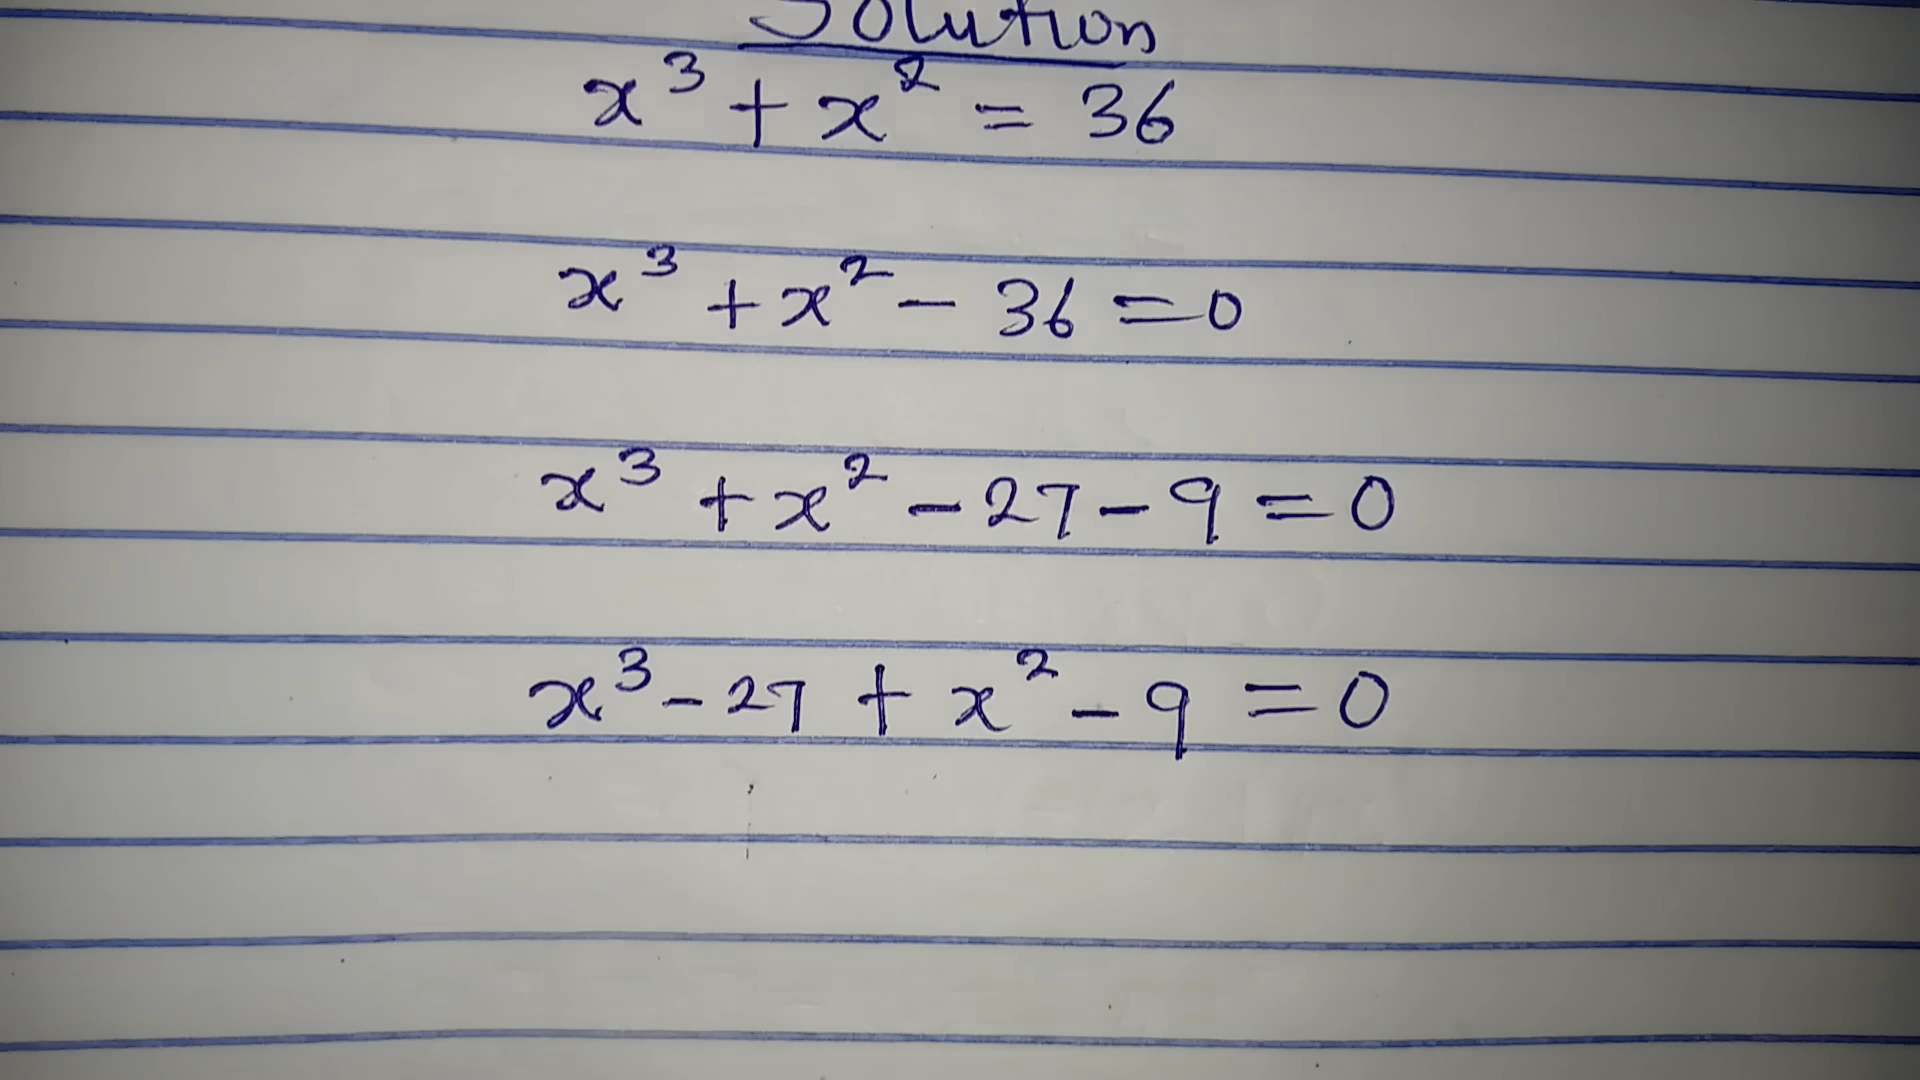 Solution
x³ + x² = 36
x³ + x² - 36 = 0
x³ + x² - 27 - 9 = 0
x³ - 27 + x² - 9 = 0